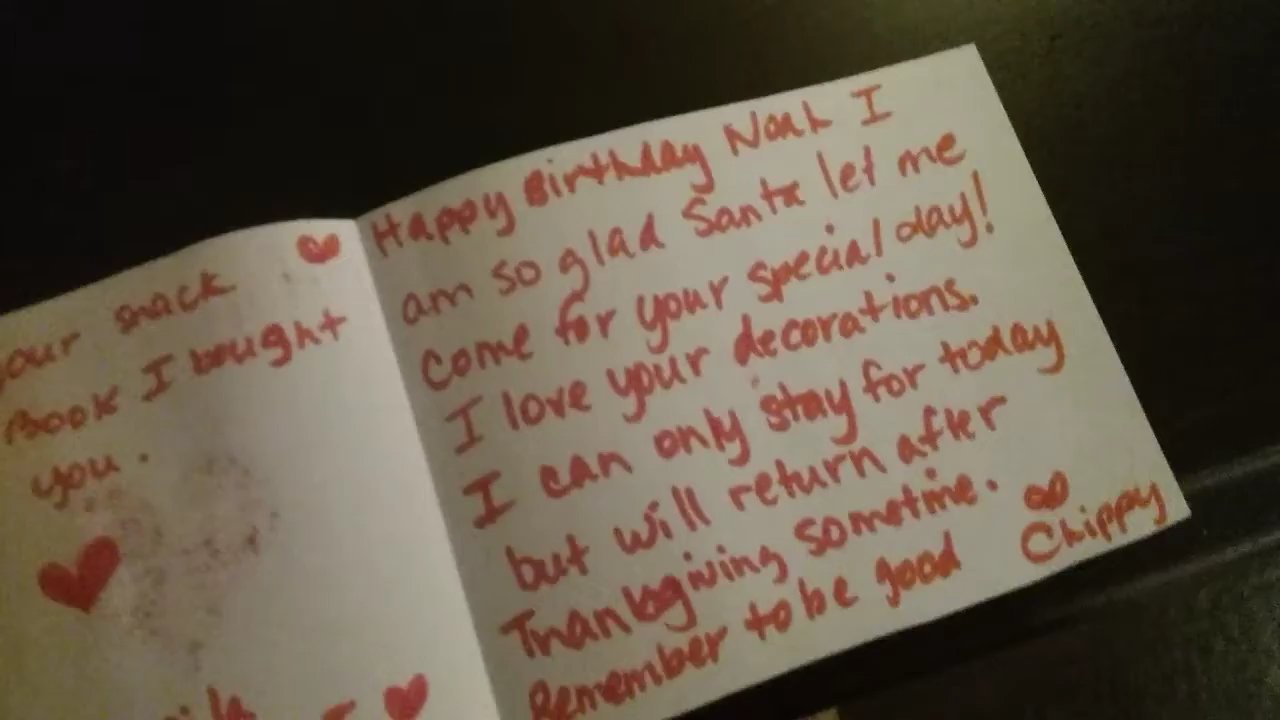 your snack
Book I bought
you.
Happy Birthday Noah I
am so glad Santa let me
come for your special day!
I love your decorations.
I can only stay for today
but will return after
Thanksgiving sometime.
Remember to be good
Chippy